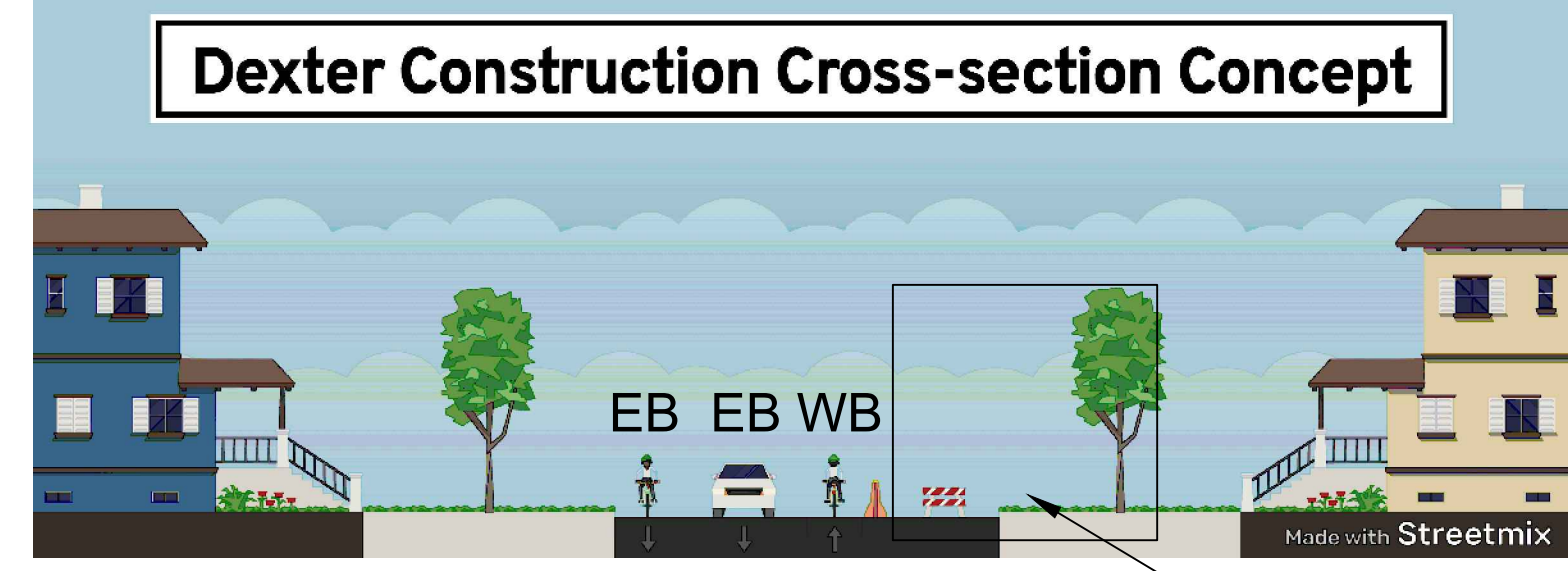 Dexter Construction Cross-section Concept
EB EB WB
Made with Streetmix